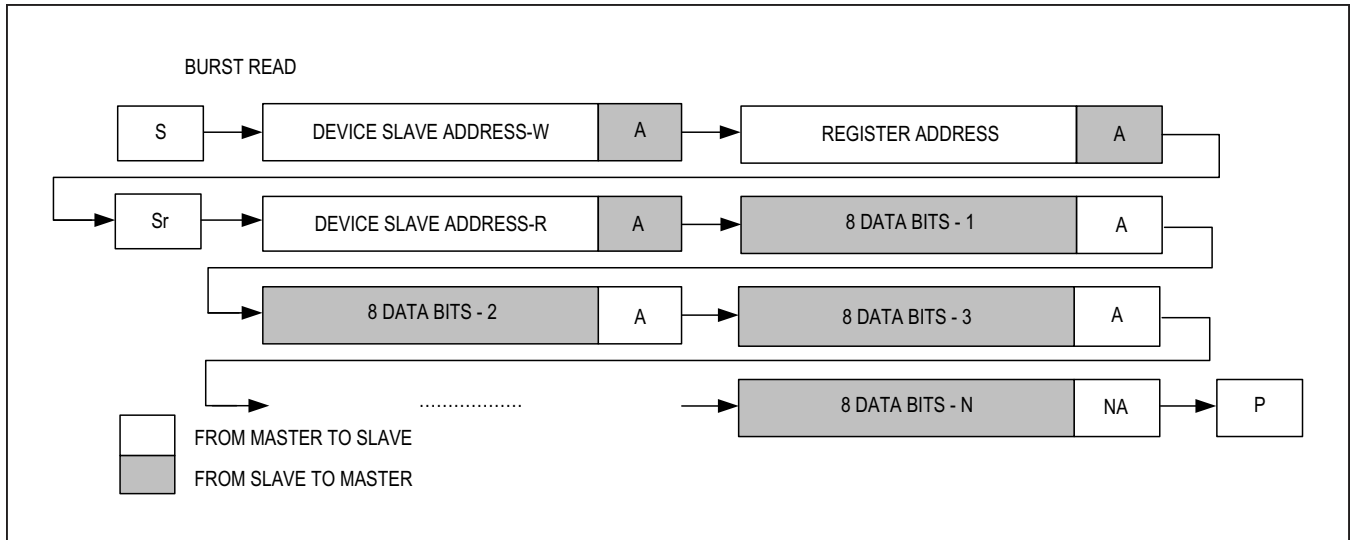 BURST READ
S DEVICE SLAVE ADDRESS-W A REGISTER ADDRESS A
Sr DEVICE SLAVE ADDRESS-R A 8 DATA BITS - 1 A
8 DATA BITS - 2 A 8 DATA BITS - 3 A
.................. 8 DATA BITS - N NA P
FROM MASTER TO SLAVE
FROM SLAVE TO MASTER